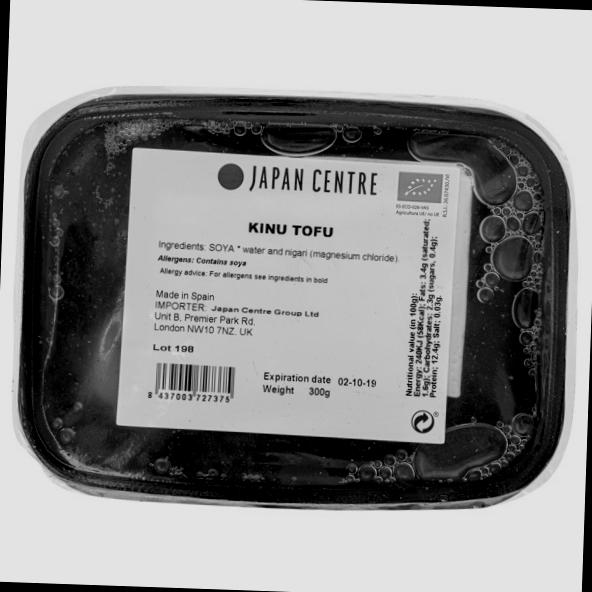 JAPAN CENTRE
KINU TOFU
Ingredients: SOYA * water and nigari (magnesium chloride).
Allergens: Contains soya
Allergy advice: For allergens see ingredients in bold
Made in Spain
IMPORTER: Japan Centre Group Ltd
Unit B, Premier Park Rd.
London NW10 7NZ. UK
Lot 198
8 437003 727375
Expiration date 02-10-19
Weight 300g
Nutritional value (in 100g):
Energy: 240KJ (58Kcal); Fats: 3.4g (saturated;
1.6g); Carbohydrates: 2.3g (sugars, 0.4g);
Protein; 12.4g; Salt; 0.03g.